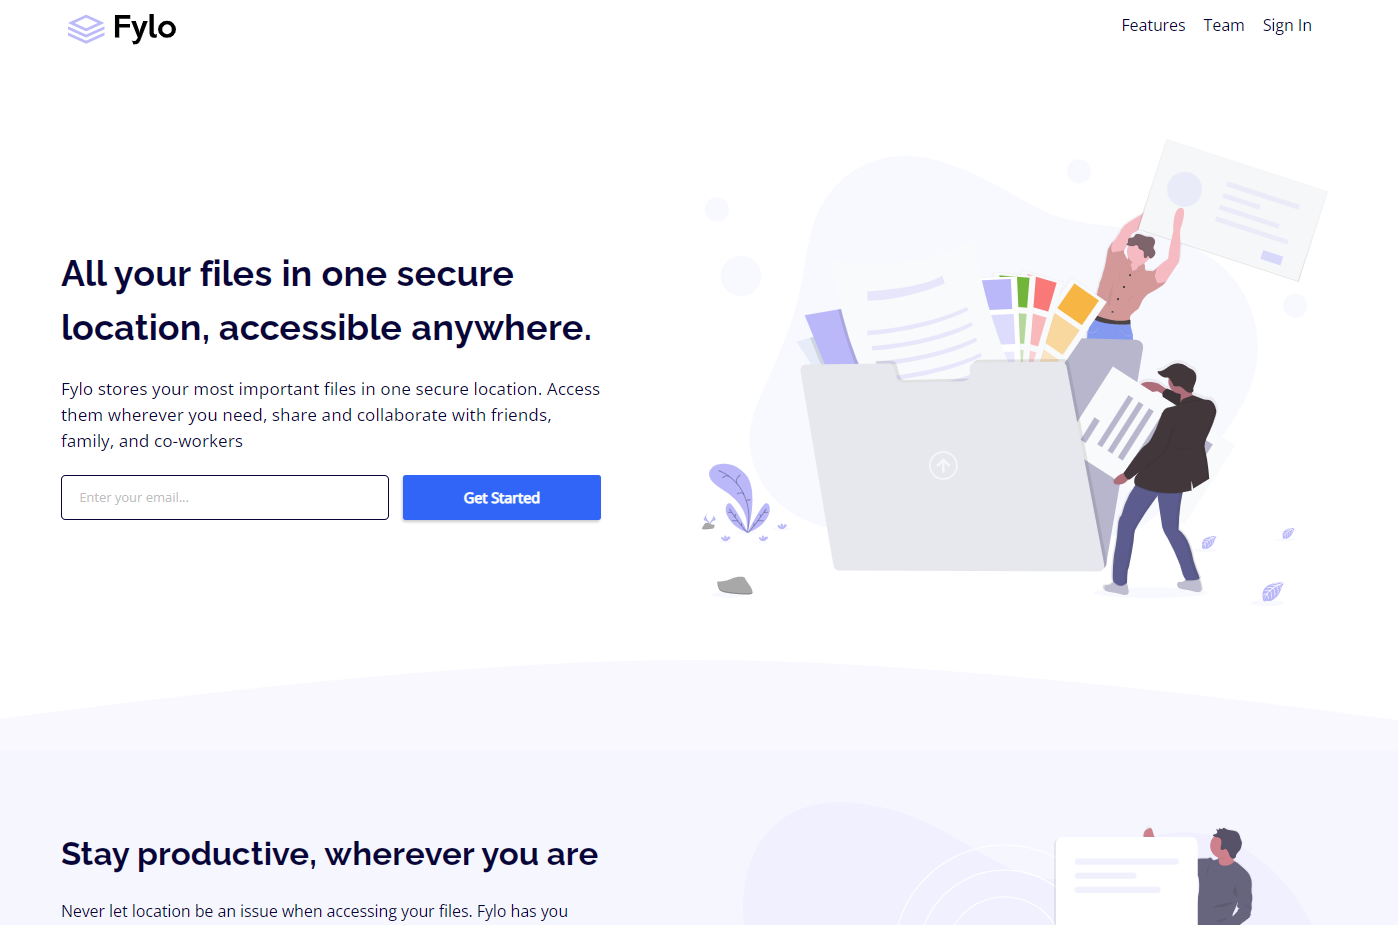 Fylo
Features Team Sign In
All your files in one secure
location, accessible anywhere.
Fylo stores your most important files in one secure location. Access
them wherever you need, share and collaborate with friends,
family, and co-workers
Enter your email...
Get Started
Stay productive, wherever you are
Never let location be an issue when accessing your files. Fylo has you